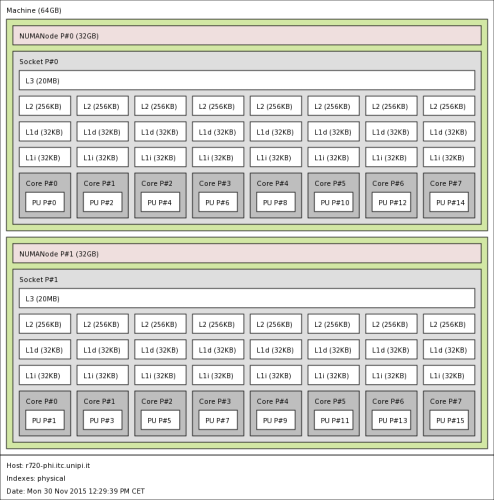 Machine (64GB)
NUMANode P#0 (32GB)
Socket P#0
L3 (20MB)
L2 (256KB) L2 (256KB) L2 (256KB) L2 (256KB) L2 (256KB) L2 (256KB) L2 (256KB) L2 (256KB)
L1d (32KB) L1d (32KB) L1d (32KB) L1d (32KB) L1d (32KB) L1d (32KB) L1d (32KB) L1d (32KB)
L1i (32KB) L1i (32KB) L1i (32KB) L1i (32KB) L1i (32KB) L1i (32KB) L1i (32KB) L1i (32KB)
Core P#0 Core P#1 Core P#2 Core P#3 Core P#4 Core P#5 Core P#6 Core P#7
PU P#0 PU P#2 PU P#4 PU P#6 PU P#8 PU P#10 PU P#12 PU P#14
NUMANode P#1 (32GB)
Socket P#1
L3 (20MB)
L2 (256KB) L2 (256KB) L2 (256KB) L2 (256KB) L2 (256KB) L2 (256KB) L2 (256KB) L2 (256KB)
L1d (32KB) L1d (32KB) L1d (32KB) L1d (32KB) L1d (32KB) L1d (32KB) L1d (32KB) L1d (32KB)
L1i (32KB) L1i (32KB) L1i (32KB) L1i (32KB) L1i (32KB) L1i (32KB) L1i (32KB) L1i (32KB)
Core P#0 Core P#1 Core P#2 Core P#3 Core P#4 Core P#5 Core P#6 Core P#7
PU P#1 PU P#3 PU P#5 PU P#7 PU P#9 PU P#11 PU P#13 PU P#15
Host: r720-phi.itc.unipi.it
Indexes: physical
Date: Mon 30 Nov 2015 12:29:39 PM CET